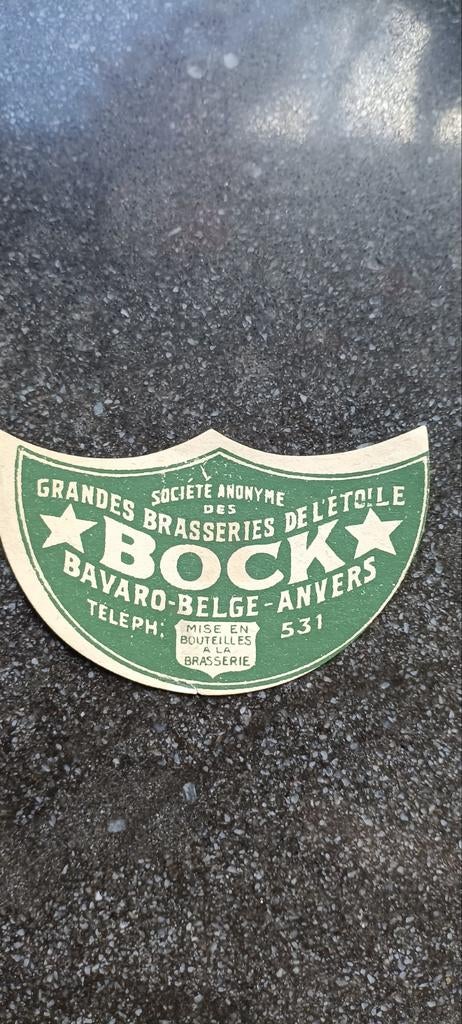 SOCIÉTÉ ANONYME
DES
GRANDES BRASSERIES DE L'ÉTOILE
BOCK
BAVARO-BELGE-ANVERS
TÉLÉPH: 531
MISE EN
BOUTEILLES
A LA
BRASSERIE